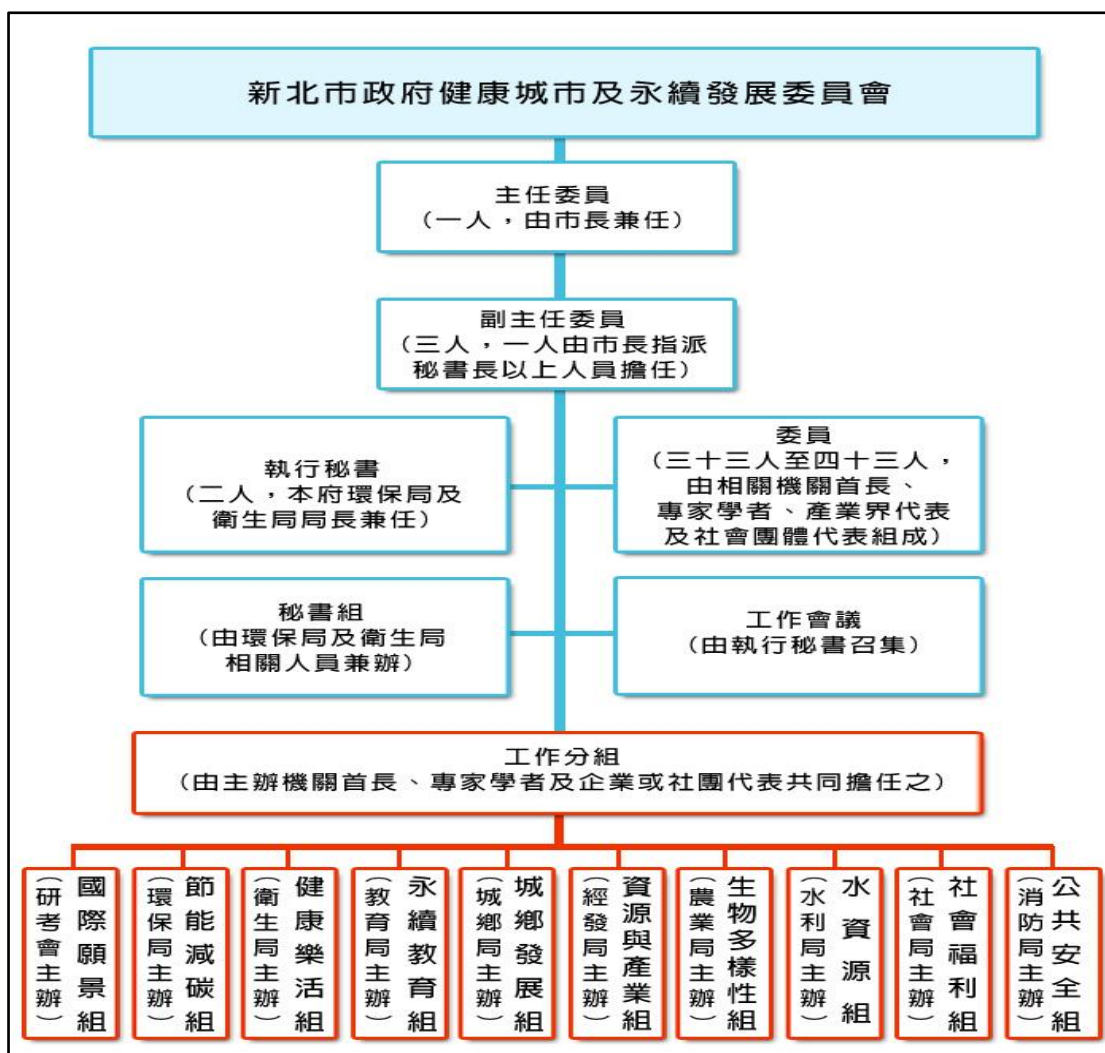 新北市政府健康城市及永續發展委員會
主任委員
（一人，由市長兼任）
副主任委員
（三人，一人由市長指派
秘書長以上人員擔任）
執行秘書
（二人，本府環保局及
衛生局局長兼任）
委員
（三十三人至四十三人，
由相關機關首長、
專家學者、產業界代表
及社會團體代表組成）
秘書組
（由環保局及衛生局
相關人員兼辦）
工作會議
（由執行秘書召集）
工作分組
（由主辦機關首長、專家學者及企業或社團代表共同擔任之）
國際願景組
（研考會主辦）
節能減碳組
（環保局主辦）
健康樂活組
（衛生局主辦）
永續教育組
（教育局主辦）
城鄉發展組
（城鄉局主辦）
資源與產業組
（經發局主辦）
生物多樣性組
（農業局主辦）
水資源組
（水利局主辦）
社會福利組
（社會局主辦）
公共安全組
（消防局主辦）